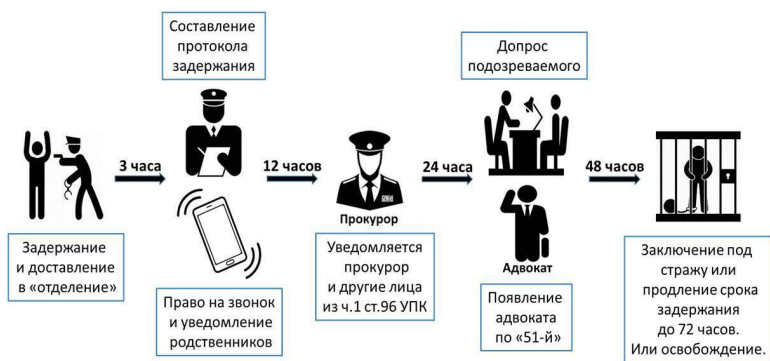 Составление
протокола
задержания
Допрос
подозреваемого
3 часа
12 часов
24 часа
48 часов
Прокурор
Адвокат
Задержание
и доставление
в «отделение»
Право на звонок
и уведомление
родственников
Уведомляется
прокурор
и другие лица
из ч.1 ст.96 УПК
Появление
адвоката
по «51-й»
Заключение под
стражу или
продление срока
задержания
до 72 часов.
Или освобождение.